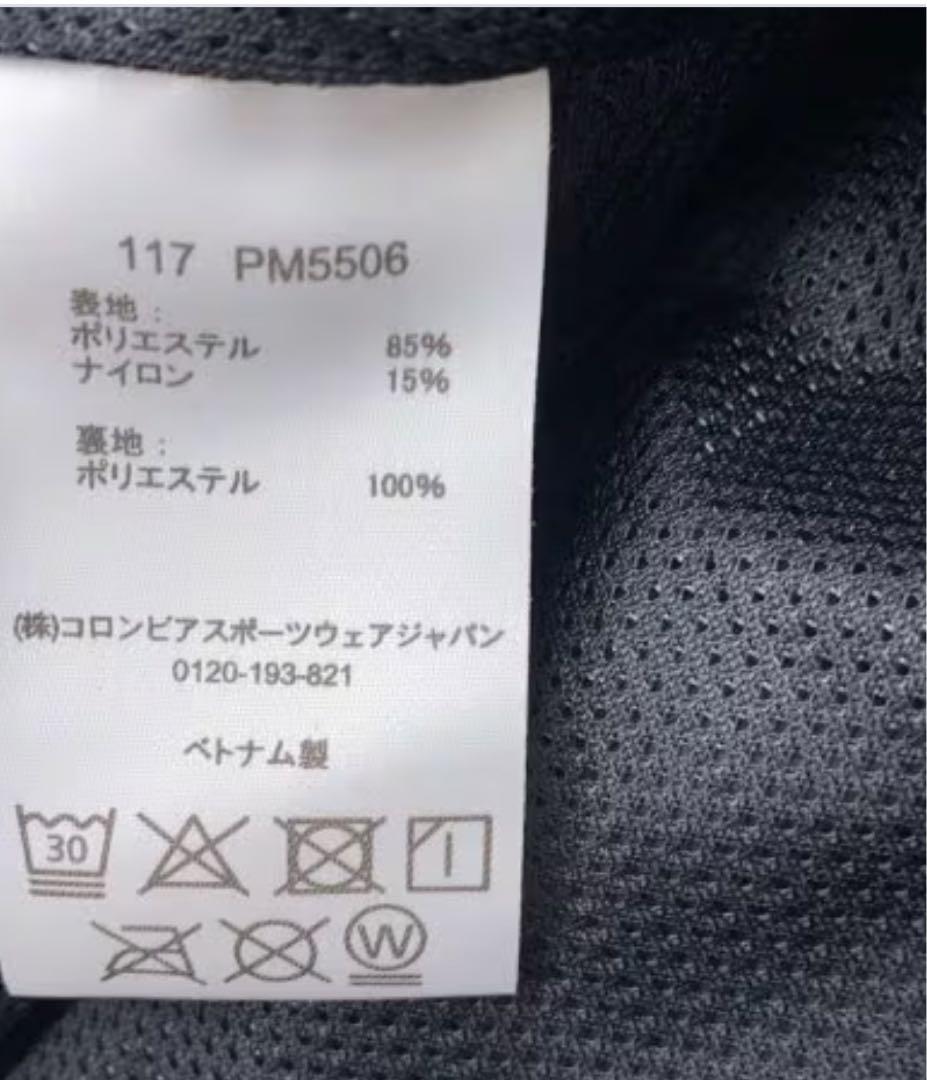 117 PM5506
表地:
ポリエステル 85%
ナイロン 15%
裏地:
ポリエステル 100%
(株)コロンビアスポーツウェアジャパン
0120-193-821
ベトナム製
30
W